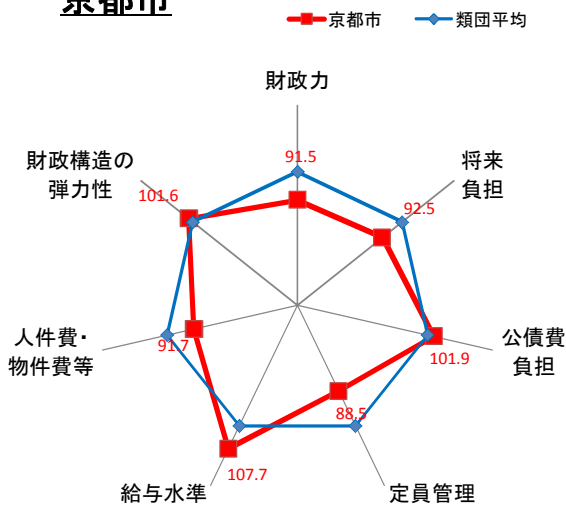 京都市
京都市
類団平均
財政力
91.5
将来
負担
92.5
財政構造の
弾力性
101.6
人件費・
物件費等
91.7
公債費
負担
101.9
88.5
107.7
給与水準
定員管理